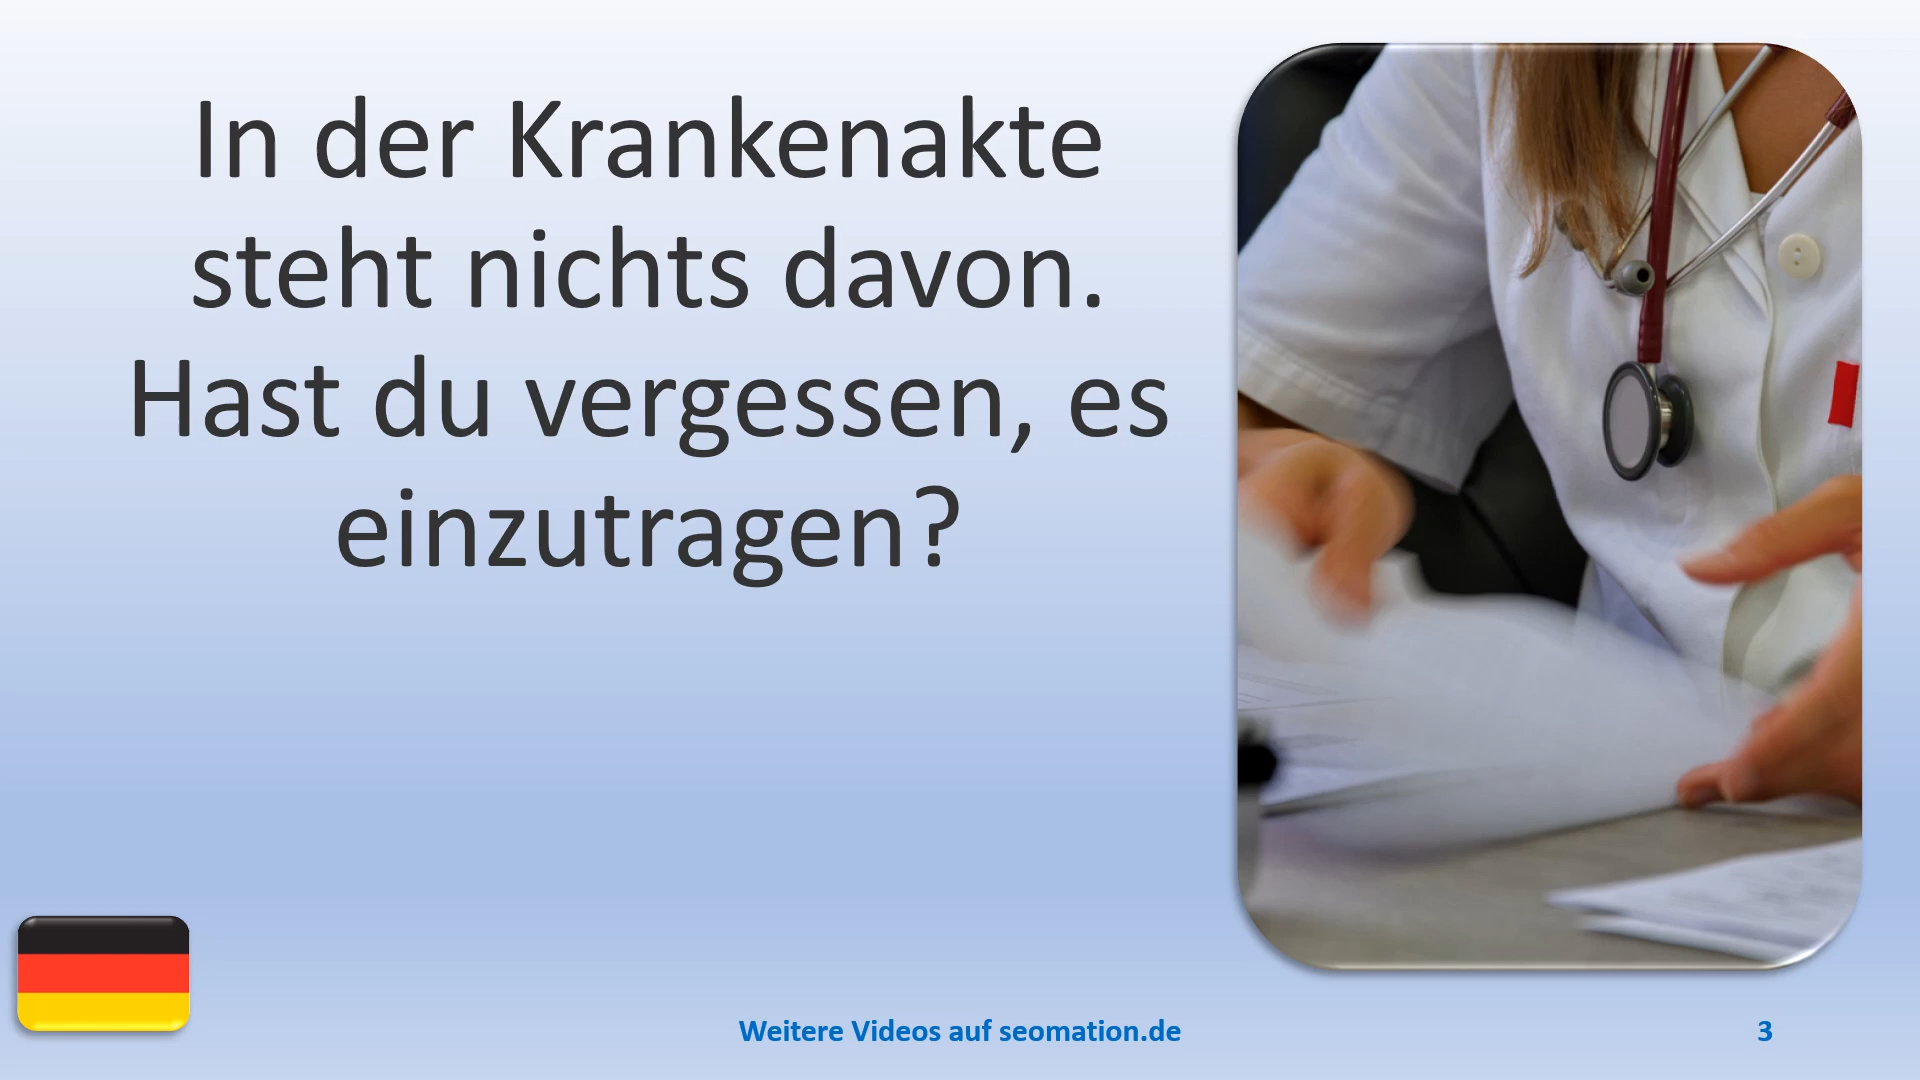 In der Krankenakte
steht nichts davon.
Hast du vergessen, es
einzutragen?
Weitere Videos auf seomation.de
3